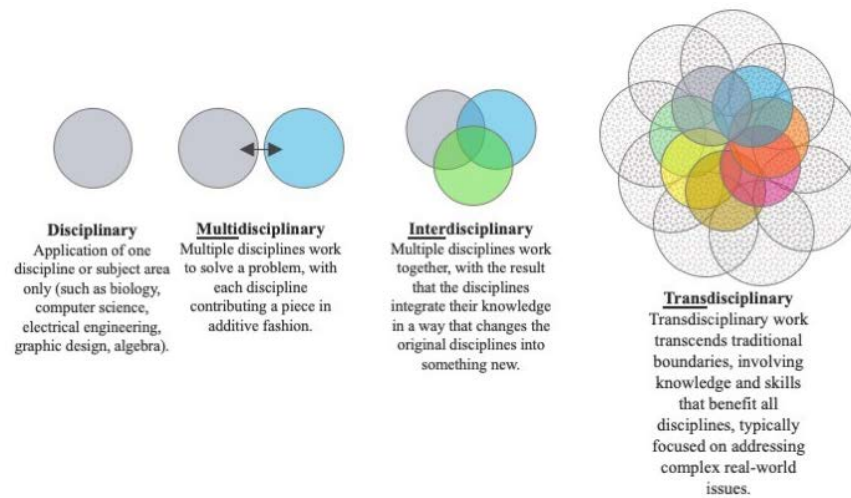 Disciplinary
Application of one
discipline or subject area
only (such as biology,
computer science,
electrical engineering,
graphic design, algebra).
Multidisciplinary
Multiple disciplines work
to solve a problem, with
each discipline
contributing a piece in
additive fashion.
Interdisciplinary
Multiple disciplines work
together, with the result
that the disciplines
integrate their knowledge
in a way that changes the
original disciplines into
something new.
Transdisciplinary
Transdisciplinary work
transcends traditional
boundaries, involving
knowledge and skills
that benefit all
disciplines, typically
focused on addressing
complex real-world
issues.